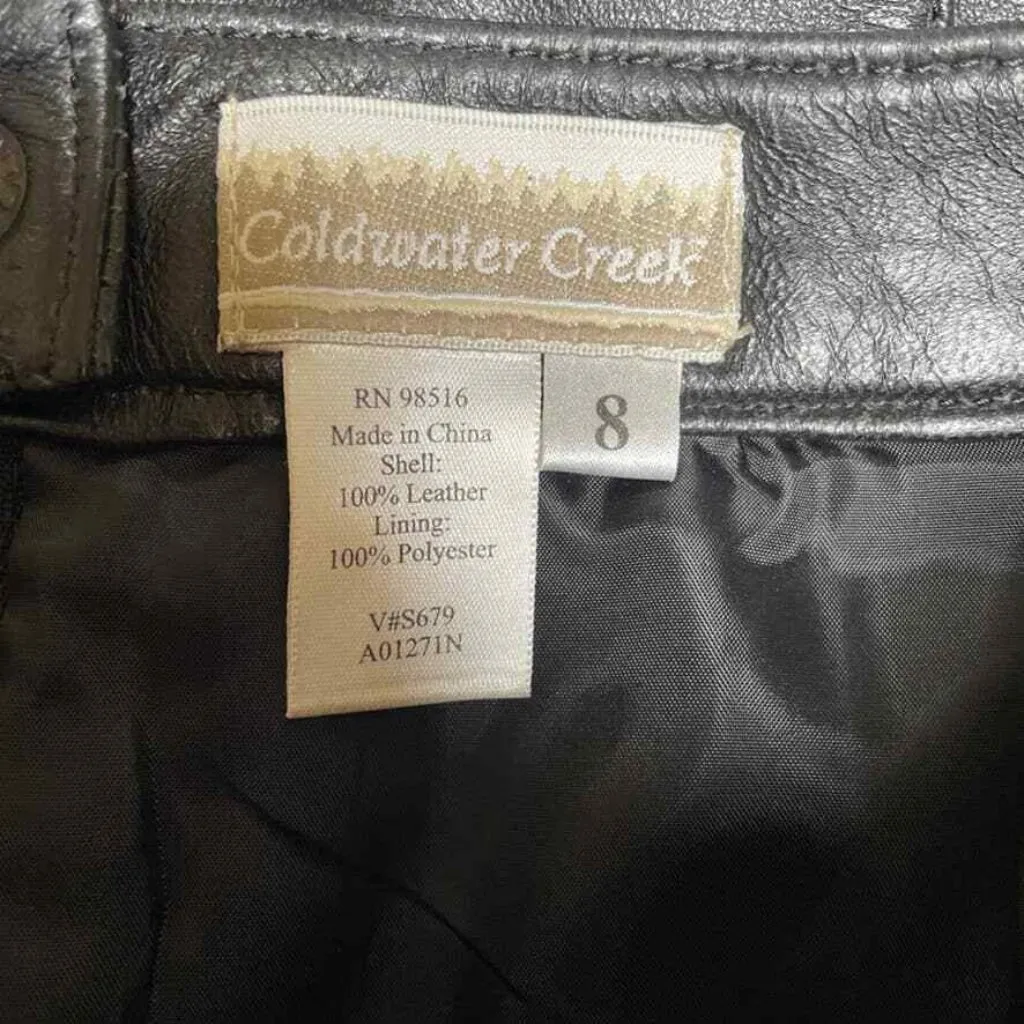 Coldwater Creek
RN 98516
Made in China
Shell:
100% Leather
Lining:
100% Polyester
V#S679
A01271N
8